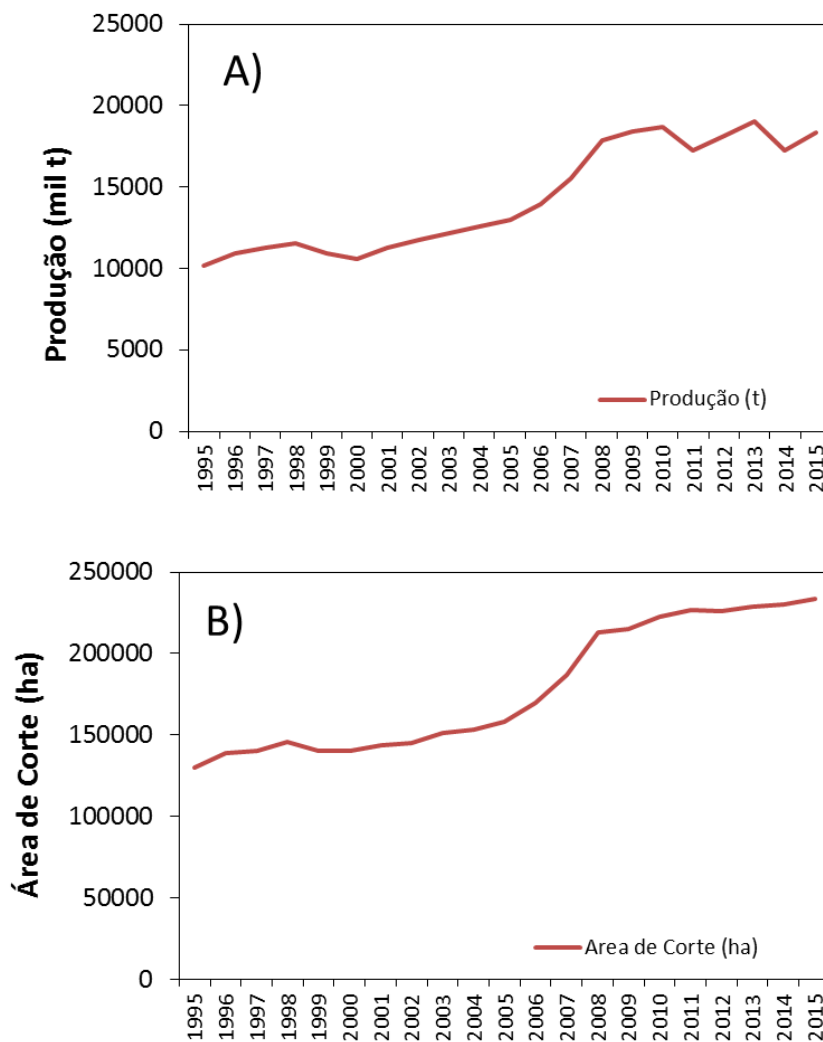 A)
Produção (mil t)
25000
20000
15000
10000
5000
0
Produção (t)
1995 1996 1997 1998 1999 2000 2001 2002 2003 2004 2005 2006 2007 2008 2009 2010 2011 2012 2013 2014 2015
B)
Área de Corte (ha)
250000
200000
150000
100000
50000
0
Area de Corte (ha)
1995 1996 1997 1998 1999 2000 2001 2002 2003 2004 2005 2006 2007 2008 2009 2010 2011 2012 2013 2014 2015